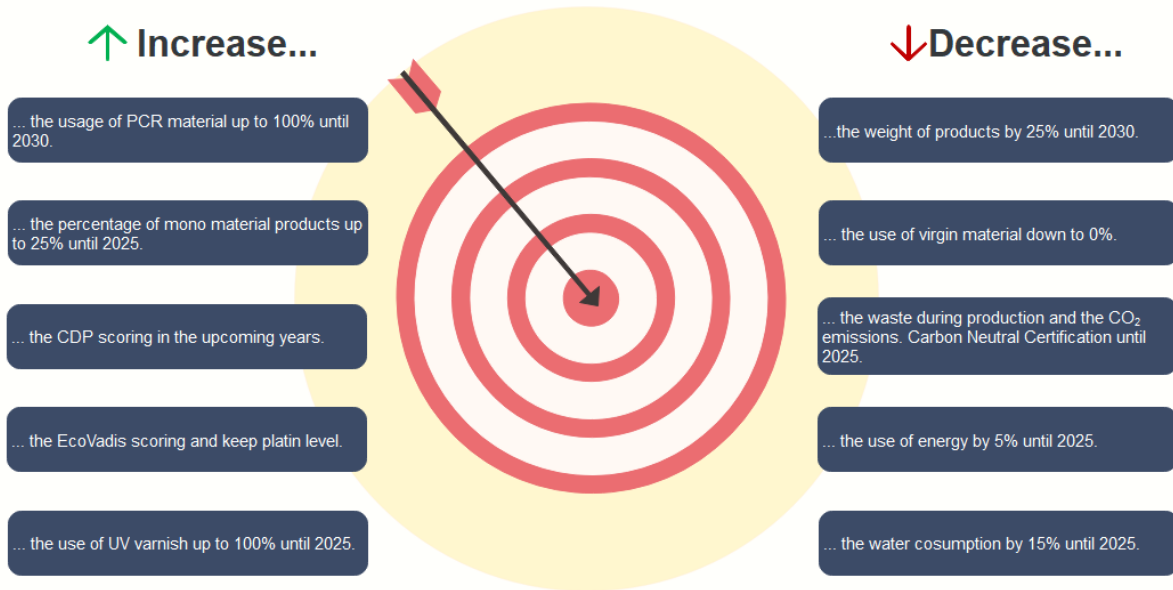 Increase...
... the usage of PCR material up to 100% until
2030.
... the percentage of mono material products up
to 25% until 2025.
... the CDP scoring in the upcoming years.
... the EcoVadis scoring and keep platin level.
... the use of UV varnish up to 100% until 2025.
Decrease...
...the weight of products by 25% until 2030.
... the use of virgin material down to 0%.
... the waste during production and the CO₂
emissions. Carbon Neutral Certification until
2025.
... the use of energy by 5% until 2025.
... the water cosumption by 15% until 2025.